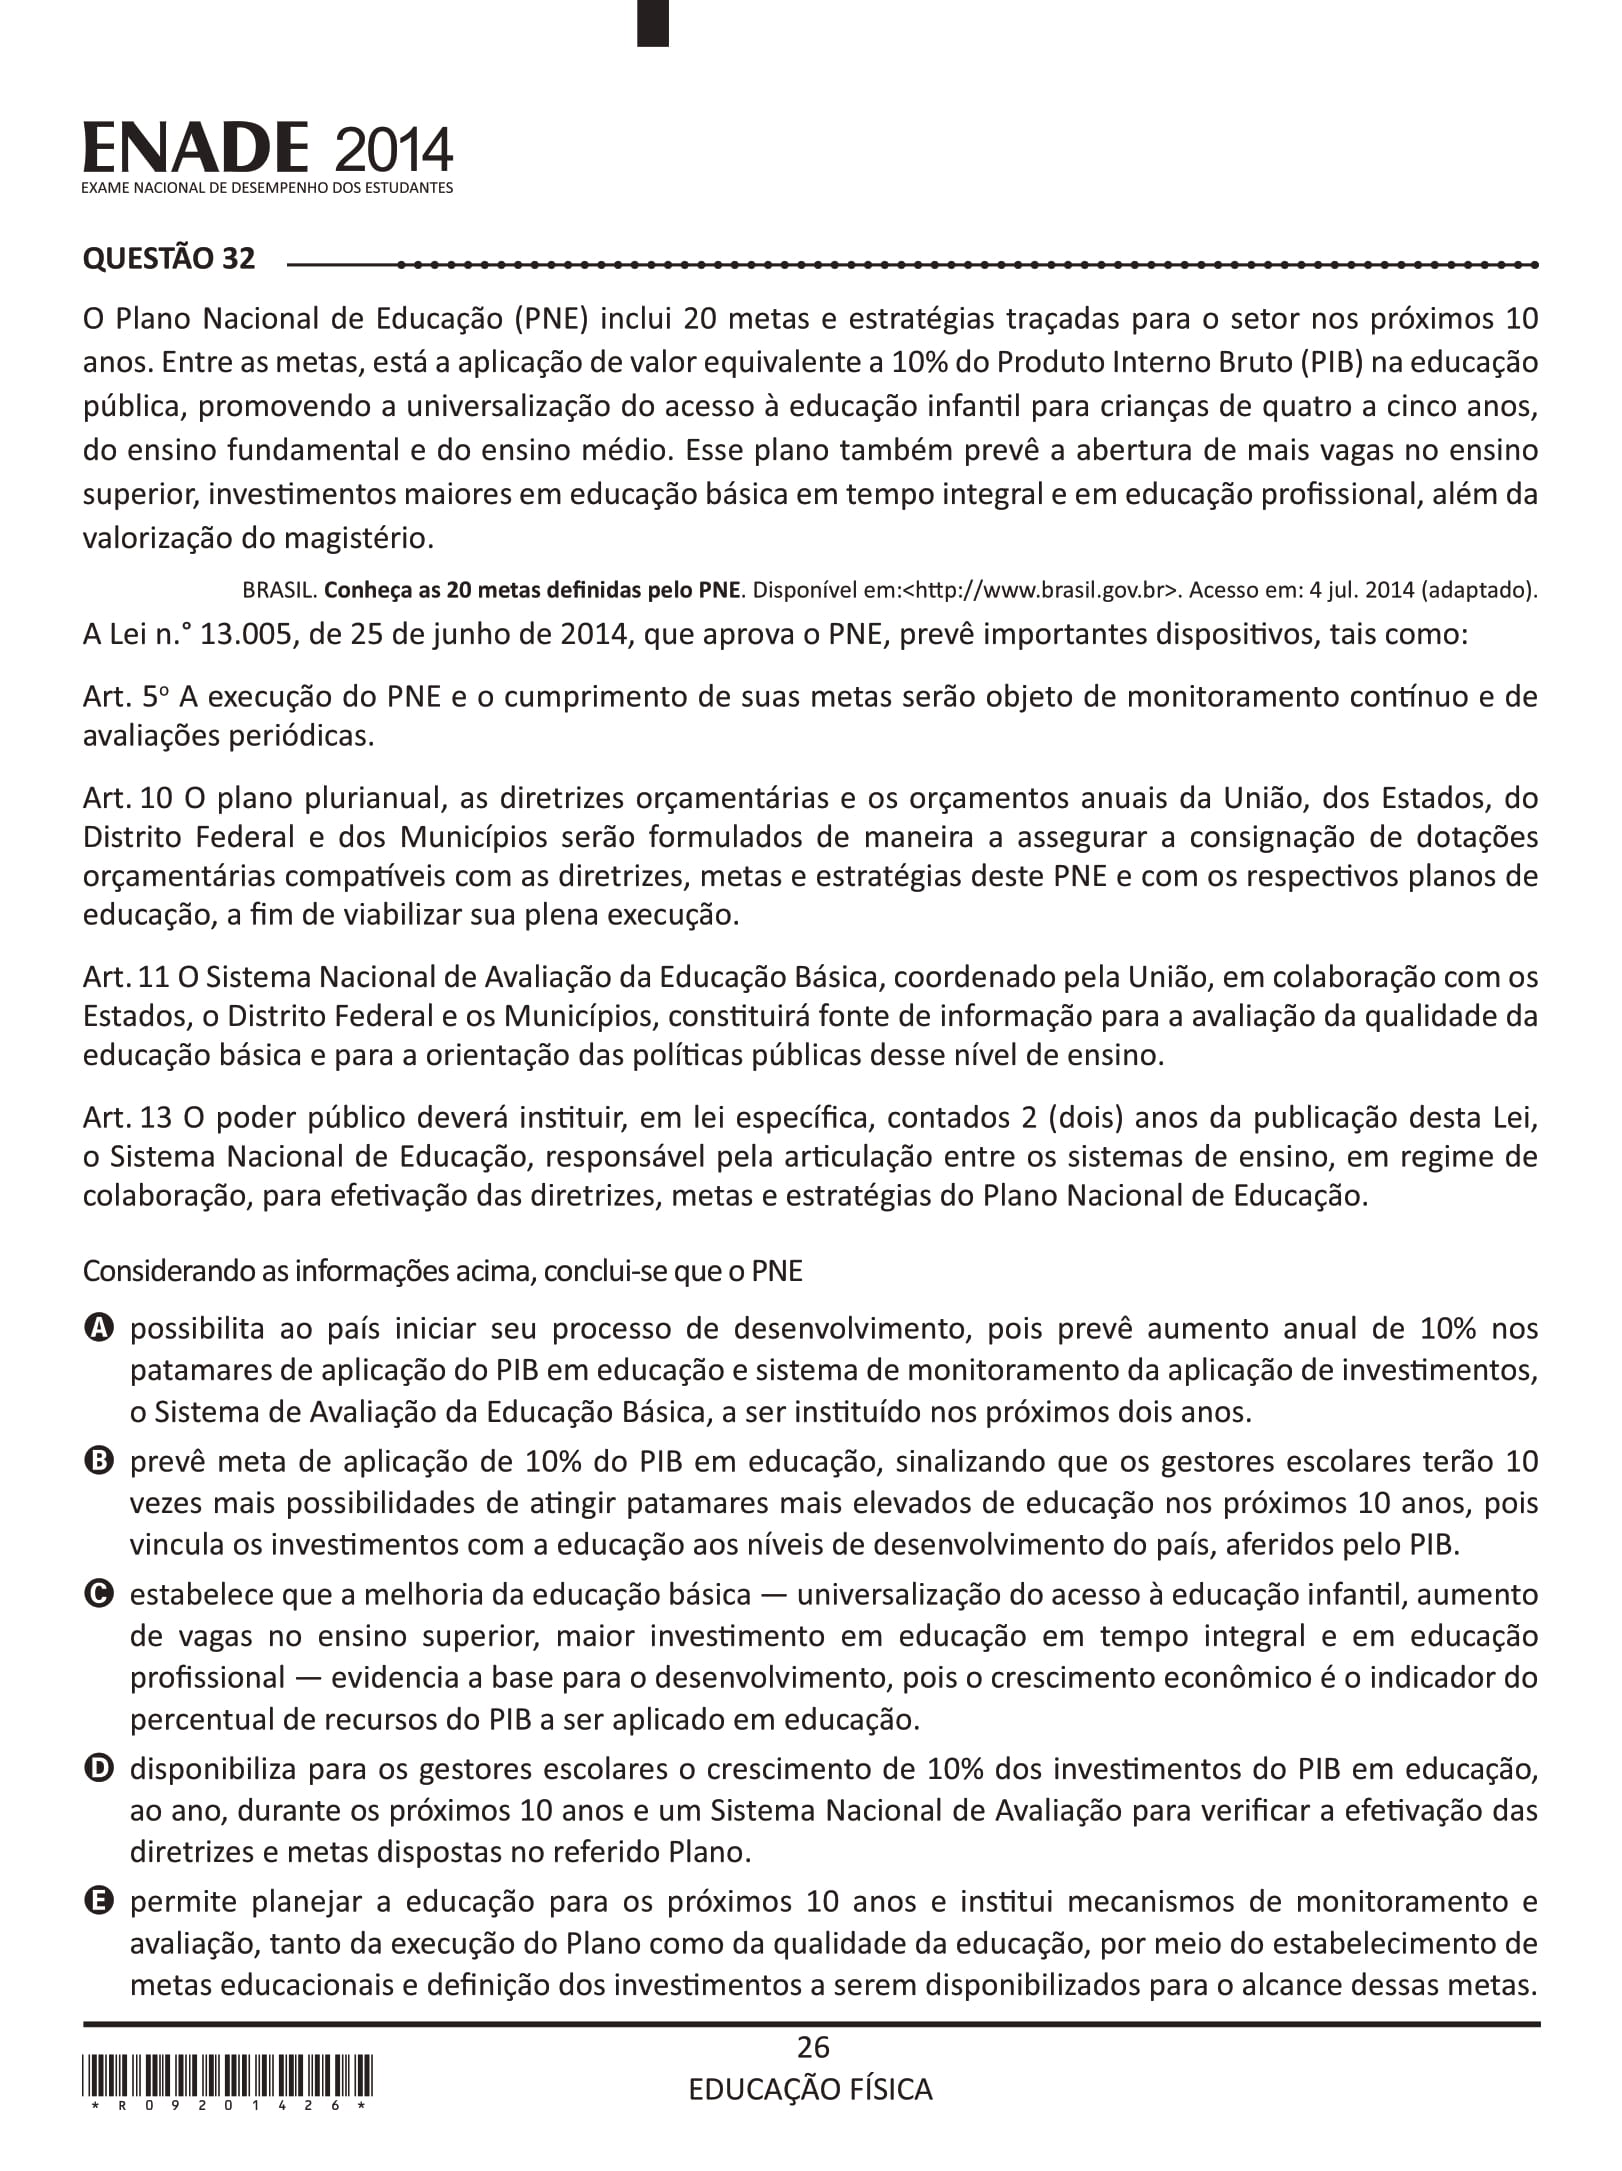 ENADE 2014
EXAME NACIONAL DE DESEMPENHO DOS ESTUDANTES
QUESTÃO 32
O Plano Nacional de Educação (PNE) inclui 20 metas e estratégias traçadas para o setor nos próximos 10
anos. Entre as metas, está a aplicação de valor equivalente a 10% do Produto Interno Bruto (PIB) na educação
pública, promovendo a universalização do acesso à educação infantil para crianças de quatro a cinco anos,
do ensino fundamental e do ensino médio. Esse plano também prevê a abertura de mais vagas no ensino
superior, investimentos maiores em educação básica em tempo integral e em educação profissional, além da
valorização do magistério.
BRASIL. Conheça as 20 metas definidas pelo PNE. Disponível em:<http://www.brasil.gov.br>. Acesso em: 4 jul. 2014 (adaptado).
A Lei n.° 13.005, de 25 de junho de 2014, que aprova o PNE, prevê importantes dispositivos, tais como:
Art. 5º A execução do PNE e o cumprimento de suas metas serão objeto de monitoramento contínuo e de
avaliações periódicas.
Art. 10 O plano plurianual, as diretrizes orçamentárias e os orçamentos anuais da União, dos Estados, do
Distrito Federal e dos Municípios serão formulados de maneira a assegurar a consignação de dotações
orçamentárias compatíveis com as diretrizes, metas e estratégias deste PNE e com os respectivos planos de
educação, a fim de viabilizar sua plena execução.
Art. 11 O Sistema Nacional de Avaliação da Educação Básica, coordenado pela União, em colaboração com os
Estados, o Distrito Federal e os Municípios, constituirá fonte de informação para a avaliação da qualidade da
educação básica e para a orientação das políticas públicas desse nível de ensino.
Art. 13 O poder público deverá instituir, em lei específica, contados 2 (dois) anos da publicação desta Lei,
o Sistema Nacional de Educação, responsável pela articulação entre os sistemas de ensino, em regime de
colaboração, para efetivação das diretrizes, metas e estratégias do Plano Nacional de Educação.
Considerando as informações acima, conclui-se que o PNE
A possibilita ao país iniciar seu processo de desenvolvimento, pois prevê aumento anual de 10% nos
patamares de aplicação do PIB em educação e sistema de monitoramento da aplicação de investimentos,
o Sistema de Avaliação da Educação Básica, a ser instituído nos próximos dois anos.
B prevê meta de aplicação de 10% do PIB em educação, sinalizando que os gestores escolares terão 10
vezes mais possibilidades de atingir patamares mais elevados de educação nos próximos 10 anos, pois
vincula os investimentos com a educação aos níveis de desenvolvimento do país, aferidos pelo PIB.
C estabelece que a melhoria da educação básica — universalização do acesso à educação infantil, aumento
de vagas no ensino superior, maior investimento em educação em tempo integral e em educação
profissional — evidencia a base para o desenvolvimento, pois o crescimento econômico é o indicador do
percentual de recursos do PIB a ser aplicado em educação.
D disponibiliza para os gestores escolares o crescimento de 10% dos investimentos do PIB em educação,
ao ano, durante os próximos 10 anos e um Sistema Nacional de Avaliação para verificar a efetivação das
diretrizes e metas dispostas no referido Plano.
E permite planejar a educação para os próximos 10 anos e institui mecanismos de monitoramento e
avaliação, tanto da execução do Plano como da qualidade da educação, por meio do estabelecimento de
metas educacionais e definição dos investimentos a serem disponibilizados para o alcance dessas metas.
26
EDUCAÇÃO FÍSICA
*R09201426*